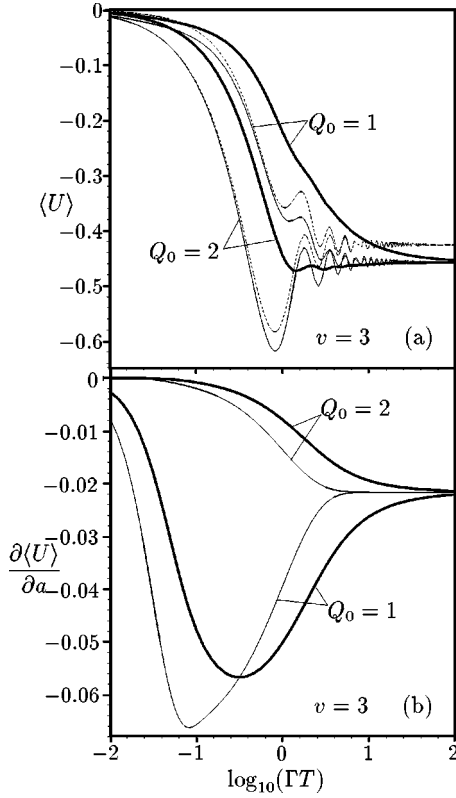 0
−0.1
−0.2
−0.3
−0.4
−0.5
−0.6
⟨U⟩
Q₀ = 1
Q₀ = 2
v = 3 (a)
0
−0.01
−0.02
−0.03
−0.04
−0.05
−0.06
∂⟨U⟩
∂a
Q₀ = 2
Q₀ = 1
v = 3 (b)
−2 −1 0 1 2
log₁₀(ΓT)